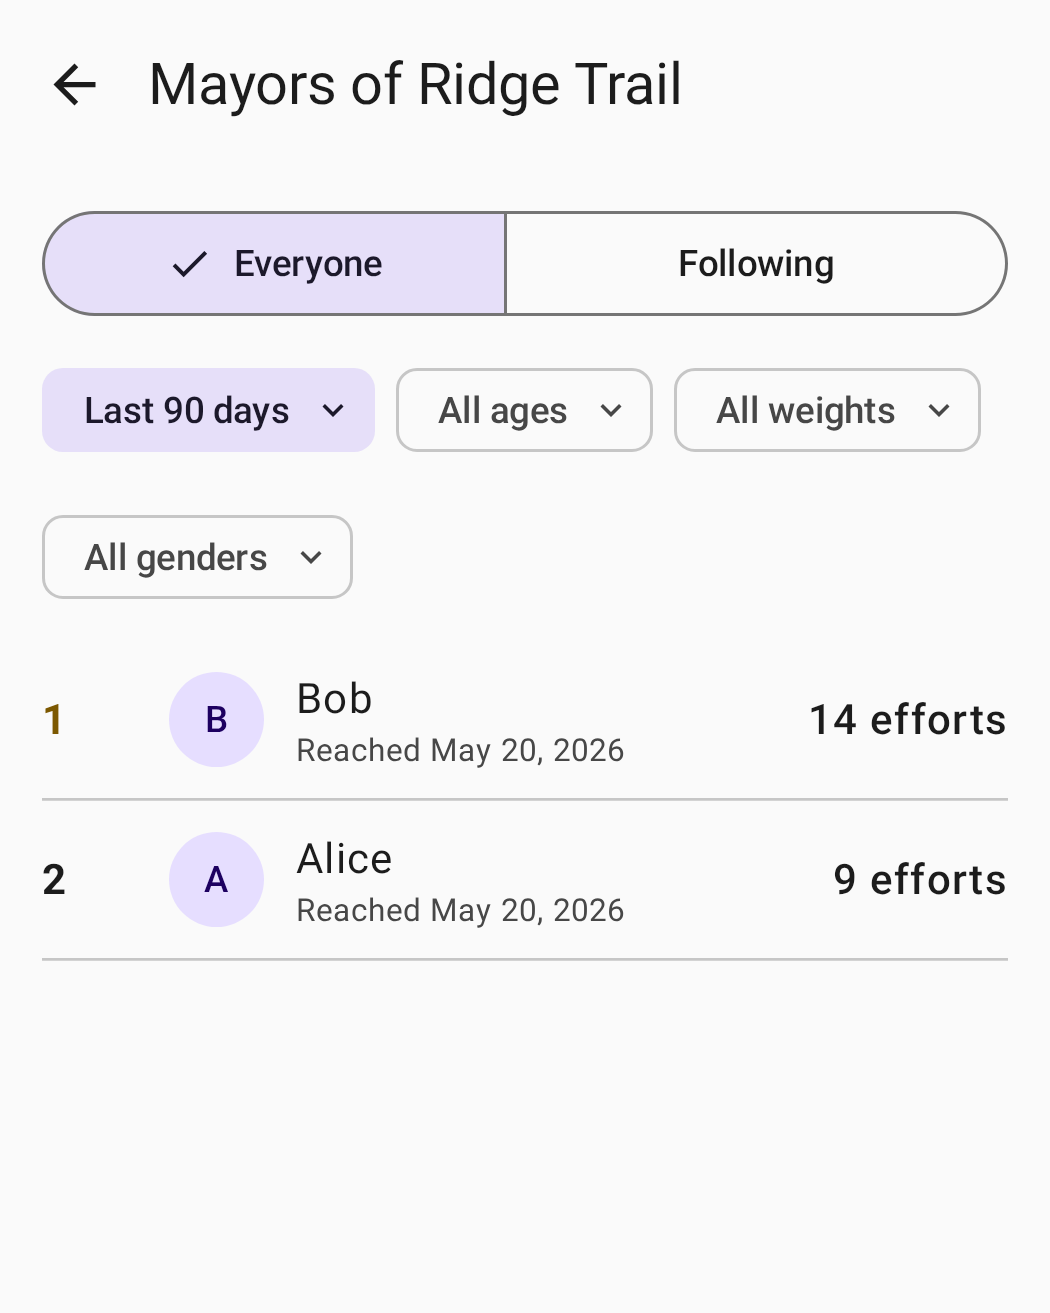 Mayors of Ridge Trail
Everyone
Following
Last 90 days
All ages
All weights
All genders
1
B
Bob
Reached May 20, 2026
14 efforts
2
A
Alice
Reached May 20, 2026
9 efforts